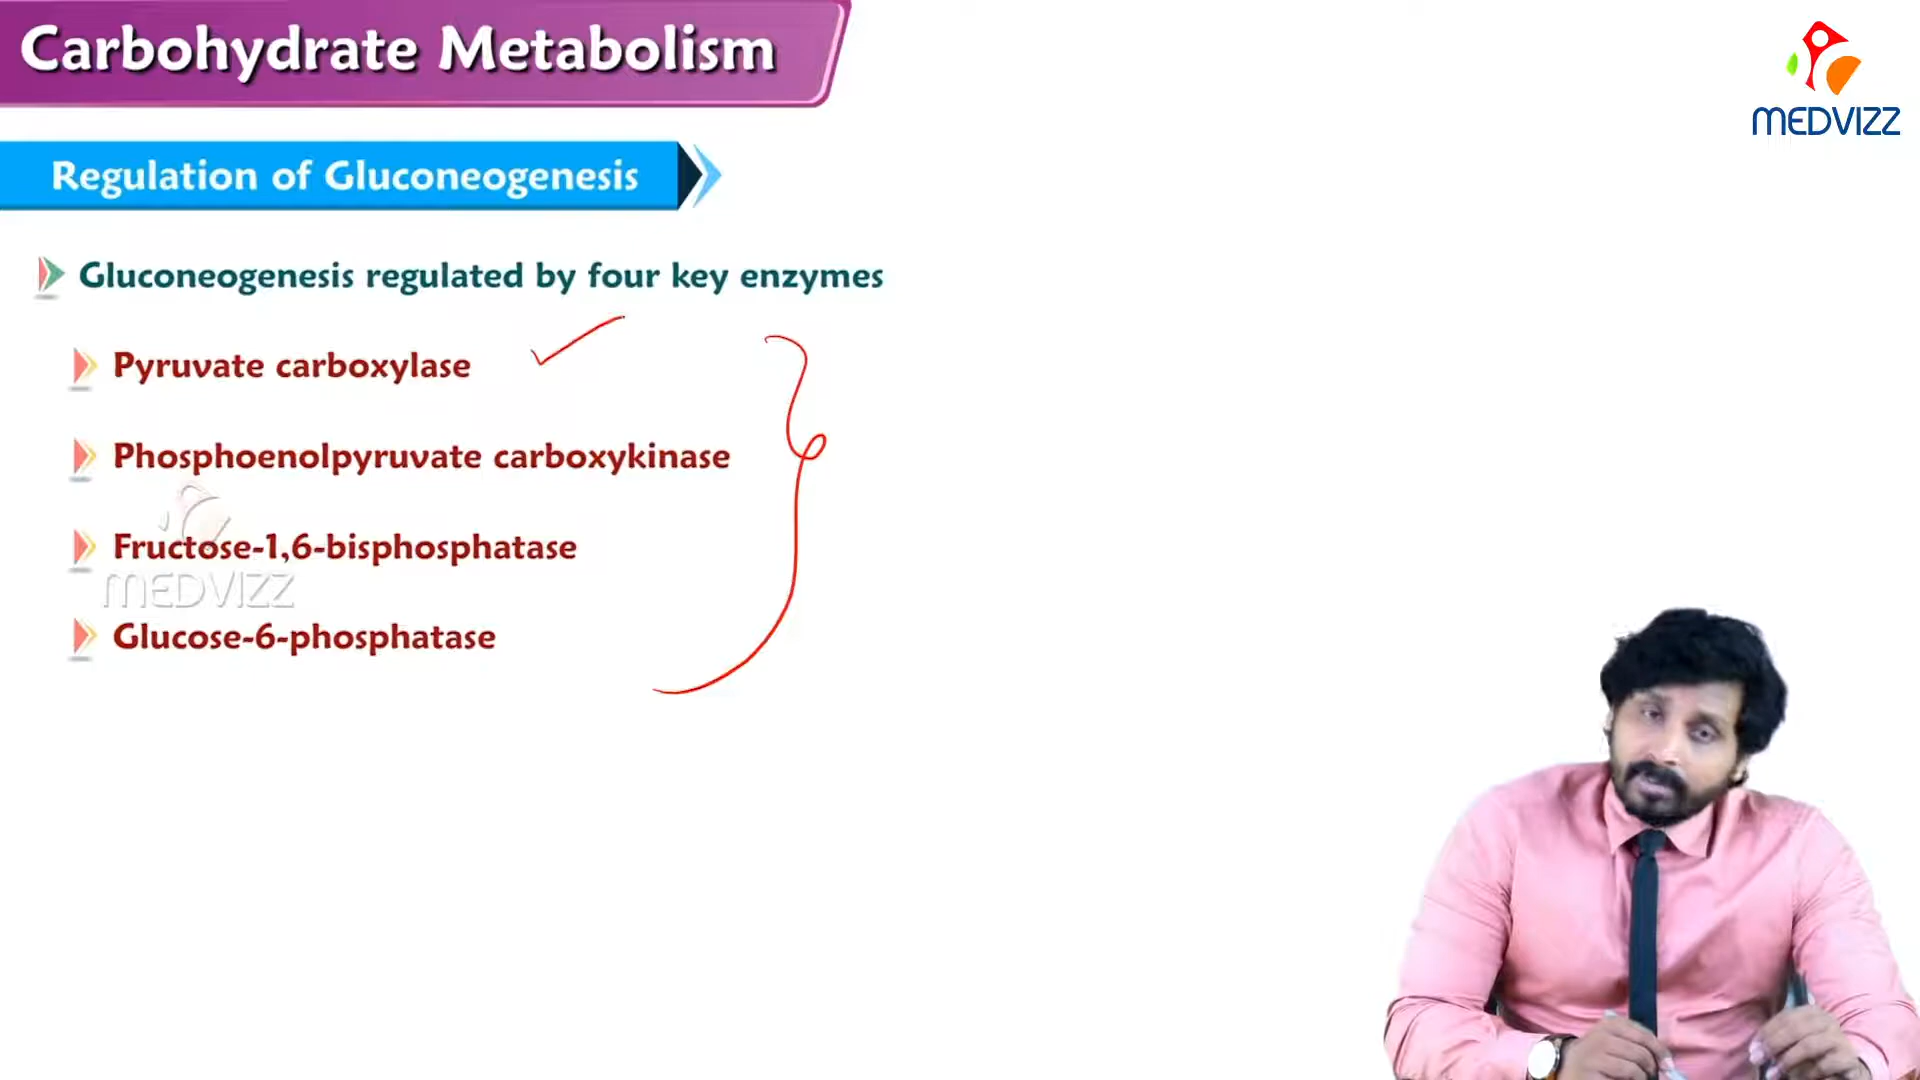 Carbohydrate Metabolism
MEDVIZZ
Regulation of Gluconeogenesis
Gluconeogenesis regulated by four key enzymes
Pyruvate carboxylase
Phosphoenolpyruvate carboxykinase
Fructose-1,6-bisphosphatase
MEDVIZZ
Glucose-6-phosphatase